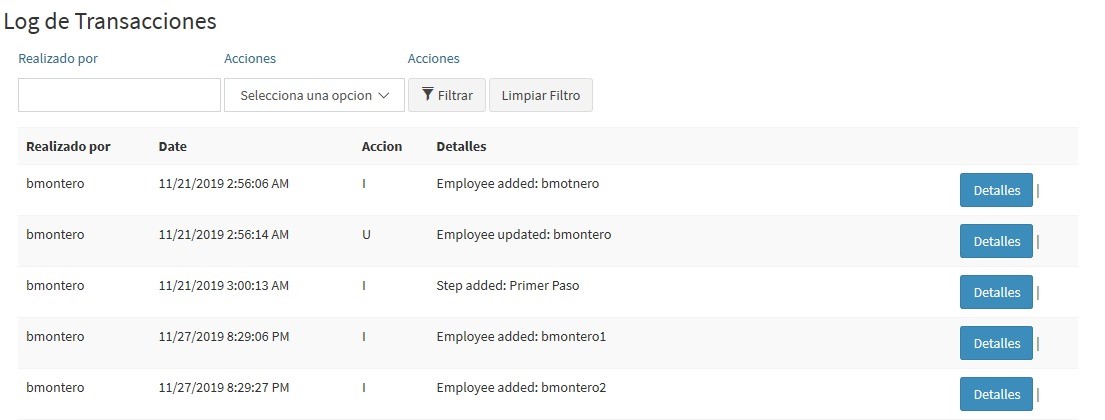 Log de Transacciones
Realizado por Acciones Acciones
Selecciona una opcion Filtrar Limpiar Filtro
Realizado por Date Accion Detalles
bmontero 11/21/2019 2:56:06 AM I Employee added: bmotnero Detalles |
bmontero 11/21/2019 2:56:14 AM U Employee updated: bmontero Detalles |
bmontero 11/21/2019 3:00:13 AM I Step added: Primer Paso Detalles |
bmontero 11/27/2019 8:29:06 PM I Employee added: bmontero1 Detalles |
bmontero 11/27/2019 8:29:27 PM I Employee added: bmontero2 Detalles |